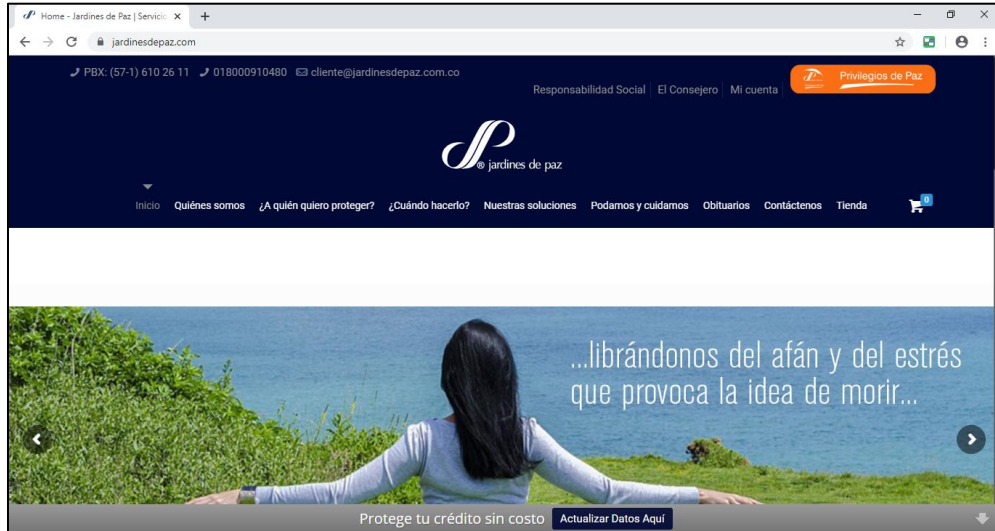 Home - Jardines de Paz | Servicio
jardinesdepaz.com
PBX: (57-1) 610 26 11 018000910480 cliente@jardinesdepaz.com.co
Responsabilidad Social El Consejero Mi cuenta
Privilegios de Paz
® jardines de paz
Inicio Quiénes somos ¿A quién quiero proteger? ¿Cuándo hacerlo? Nuestras soluciones Podamos y cuidamos Obituarios Contáctenos Tienda 0
...librándonos del afán y del estrés
que provoca la idea de morir...
Protege tu crédito sin costo Actualizar Datos Aquí